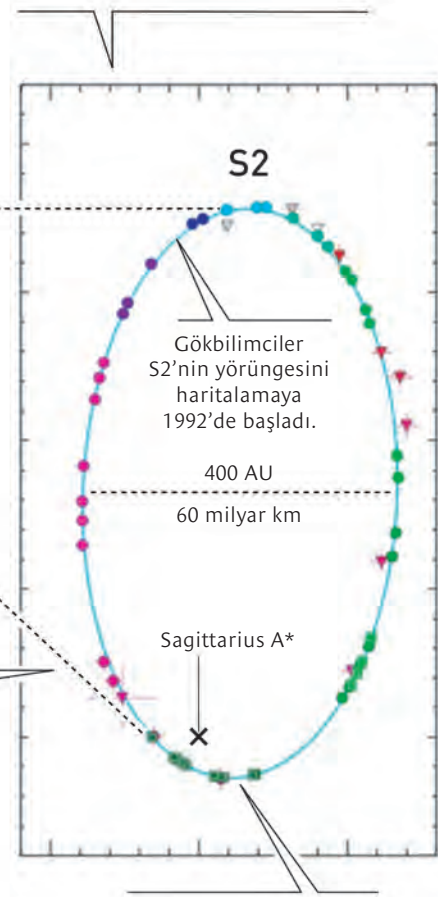 S2
Gökbilimciler
S2’nin yörüngesini
haritalamaya
1992’de başladı.
400 AU
60 milyar km
Sagittarius A*